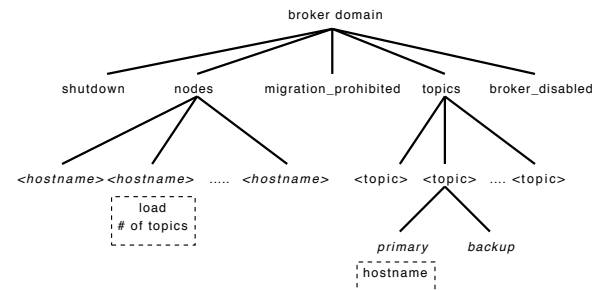 broker domain
shutdown nodes migration_prohibited topics broker_disabled
<hostname> <hostname> ..... <hostname> <topic> <topic> .... <topic>
load
# of topics
primary backup
hostname